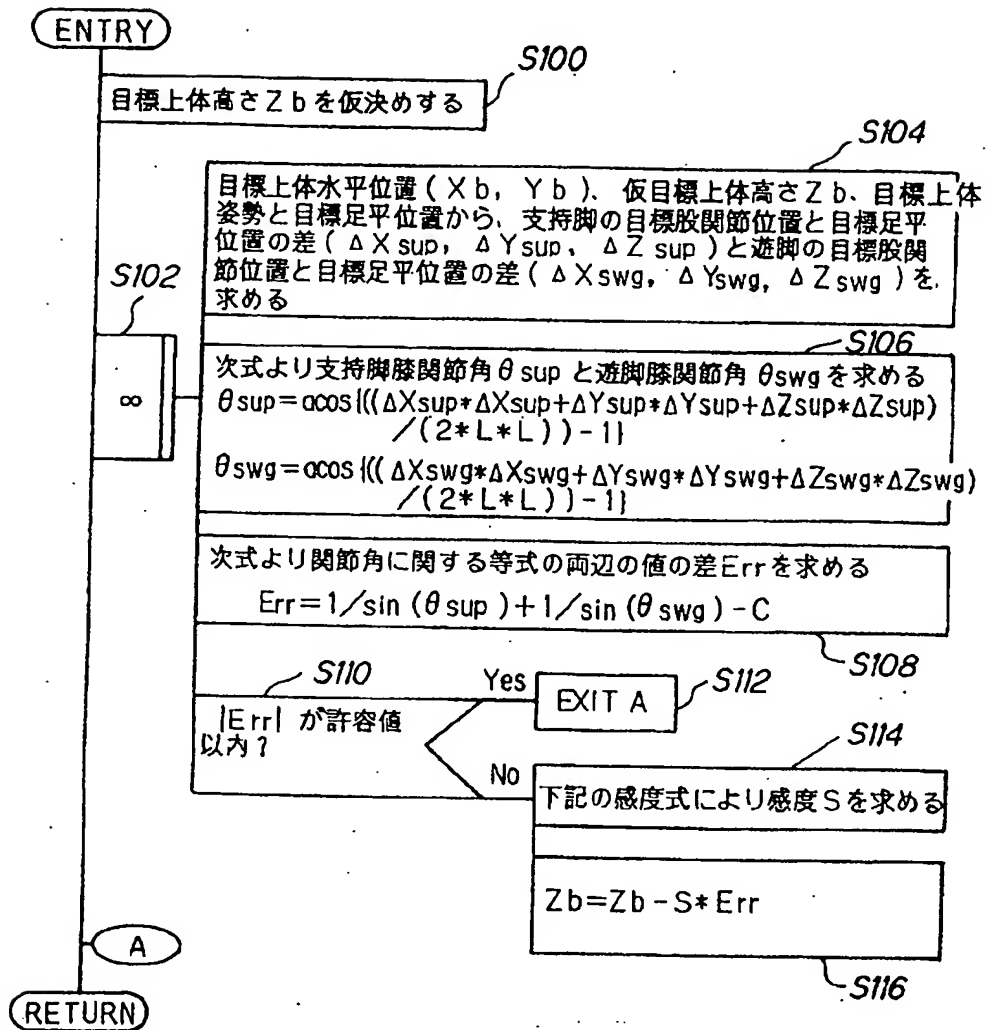 ENTRY
S100
目標上体高さZbを仮決めする
S104
目標上体水平位置(Xb, Yb)、仮目標上体高さZb、目標上体
姿勢と目標足平位置から、支持脚の目標股関節位置と目標足平
位置の差(ΔXsup, ΔYsup, ΔZsup)と遊脚の目標股関
節位置と目標足平位置の差(ΔXswg, ΔYswg, ΔZswg)を
求める
S102
∞
S106
次式より支持脚膝関節角θsupと遊脚膝関節角θswgを求める
θsup=acos{((ΔXsup*ΔXsup+ΔYsup*ΔYsup+ΔZsup*ΔZsup)
/(2*L*L))-1}
θswg=acos{((ΔXswg*ΔXswg+ΔYswg*ΔYswg+ΔZswg*ΔZswg)
/(2*L*L))-1}
次式より関節角に関する等式の両辺の値の差Errを求める
Err=1/sin(θsup)+1/sin(θswg)-C
S108
S110
|Err| が許容値
以内?
Yes
EXIT A
S112
No
S114
下記の感度式により感度Sを求める
Zb=Zb-S*Err
S116
A
RETURN